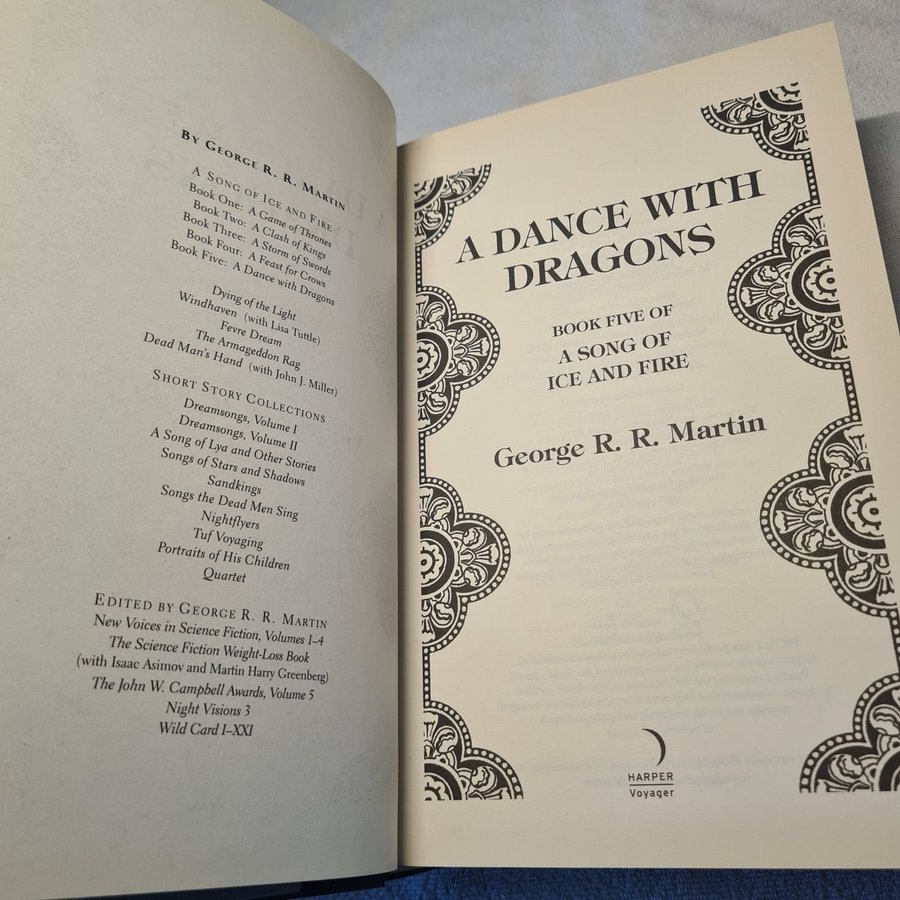 BY GEORGE R. R. MARTIN
A SONG OF ICE AND FIRE
Book One: A Game of Thrones
Book Two: A Clash of Kings
Book Three: A Storm of Swords
Book Four: A Feast for Crows
Book Five: A Dance with Dragons
Dying of the Light
Windhaven (with Lisa Tuttle)
Fevre Dream
The Armageddon Rag
Dead Man's Hand (with John J. Miller)
SHORT STORY COLLECTIONS
Dreamsongs, Volume I
Dreamsongs, Volume II
A Song of Lya and Other Stories
Songs of Stars and Shadows
Sandkings
Songs the Dead Men Sing
Nightflyers
Tuf Voyaging
Portraits of His Children
Quartet
EDITED BY GEORGE R. R. MARTIN
New Voices in Science Fiction, Volumes 1–4
The Science Fiction Weight-Loss Book
(with Isaac Asimov and Martin Harry Greenberg)
The John W. Campbell Awards, Volume 5
Night Visions 3
Wild Card I–XXI
A DANCE WITH
DRAGONS
BOOK FIVE OF
A SONG OF
ICE AND FIRE
George R. R. Martin
HARPER
Voyager